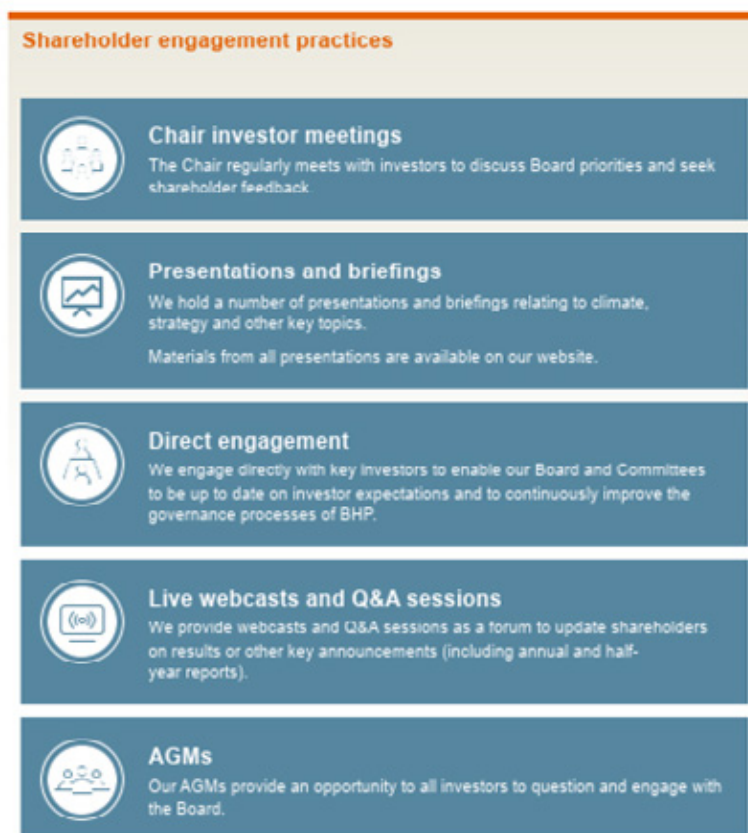 Shareholder engagement practices
Chair investor meetings
The Chair regularly meets with investors to discuss Board priorities and seek
shareholder feedback.
Presentations and briefings
We hold a number of presentations and briefings relating to climate,
strategy and other key topics.
Materials from all presentations are available on our website.
Direct engagement
We engage directly with key investors to enable our Board and Committees
to be up to date on investor expectations and to continuously improve the
governance processes of BHP.
Live webcasts and Q&A sessions
We provide webcasts and Q&A sessions as a forum to update shareholders
on results or other key announcements (including annual and half-
year reports).
AGMs
Our AGMs provide an opportunity to all investors to question and engage with
the Board.